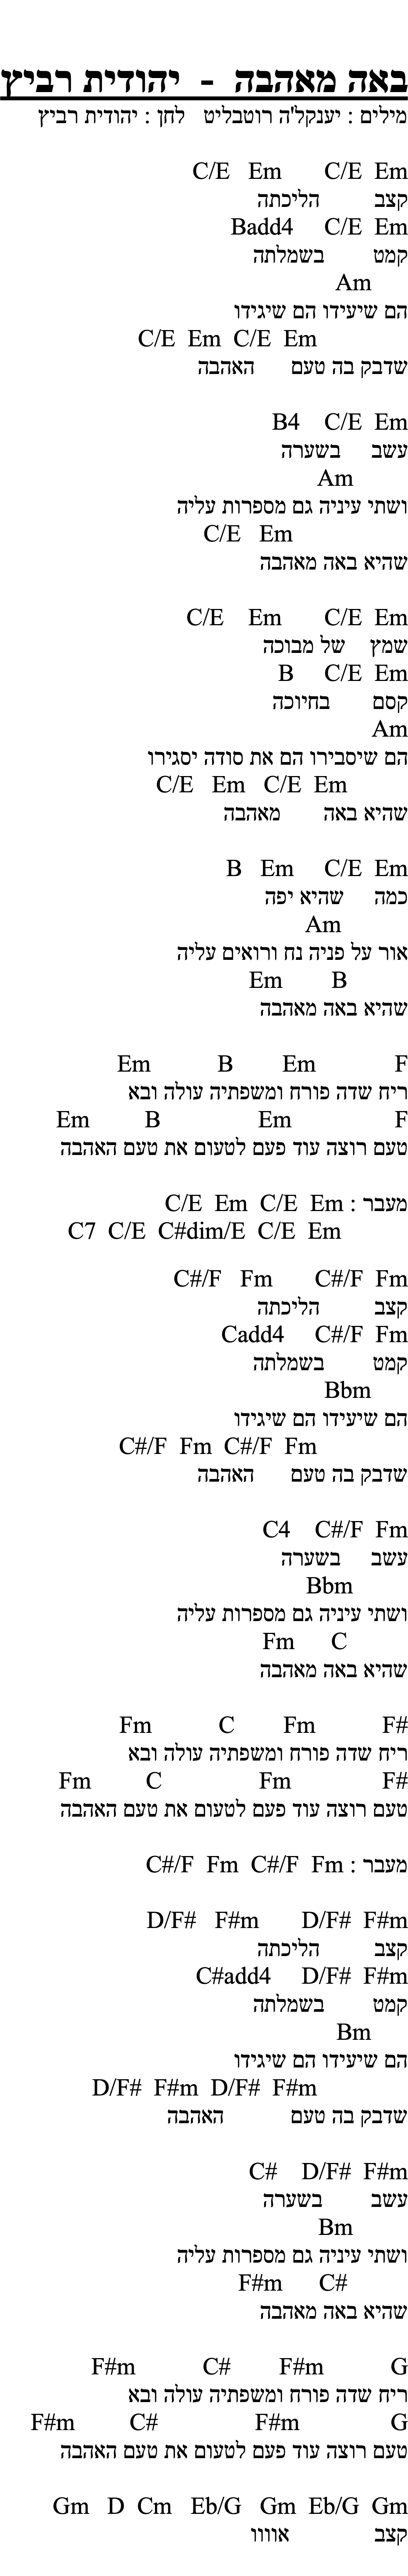 באה מאהבה - יהודית רביץ
מילים : יענקל'ה רוטבליט   לחן : יהודית רביץ
C/E   Em       C/E  Em
קצב       הליכתה
Badd4     C/E  Em
קמט       בשמלתה
Am
הם שיעידו הם שיגידו
C/E  Em  C/E  Em
שדבק בה טעם      האהבה
B4    C/E  Em
עשב     בשערה
Am
ושתי עיניה גם מספרות עליה
C/E   Em
שהיא באה מאהבה
C/E    Em       C/E  Em
שמץ    של מבוכה
B     C/E  Em
קסם       בחיוכה
Am
הם שיסבירו הם את סודה יסגירו
C/E   Em   C/E  Em
שהיא באה       מאהבה
B   Em     C/E  Em
כמה     שהיא יפה
Am
אור על פניה נח ורואים עליה
Em        B
שהיא באה מאהבה
Em           B        Em             F
ריח שדה פורח ומשפתיה עולה ובא
Em         B                Em                 F
טעם רוצה עוד פעם לטעום את טעם האהבה
מעבר : C/E  Em  C/E  Em
C7  C/E  C#dim/E  C/E  Em
C#/F   Fm       C#/F  Fm
קצב       הליכתה
Cadd4     C#/F  Fm
קמט       בשמלתה
Bbm
הם שיעידו הם שיגידו
C#/F  Fm  C#/F  Fm
שדבק בה טעם      האהבה
C4    C#/F  Fm
עשב     בשערה
Bbm
ושתי עיניה גם מספרות עליה
Fm      C
שהיא באה מאהבה
Fm           C        Fm           F#
ריח שדה פורח ומשפתיה עולה ובא
Fm         C                Fm               F#
טעם רוצה עוד פעם לטעום את טעם האהבה
מעבר : C#/F  Fm  C#/F  Fm
D/F#   F#m       D/F#  F#m
קצב       הליכתה
C#add4     D/F#  F#m
קמט       בשמלתה
Bm
הם שיעידו הם שיגידו
D/F#  F#m  D/F#  F#m
שדבק בה טעם           האהבה
C#    D/F#  F#m
עשב        בשערה
Bm
ושתי עיניה גם מספרות עליה
F#m      C#
שהיא באה מאהבה
F#m           C#        F#m           G
ריח שדה פורח ומשפתיה עולה ובא
F#m         C#                F#m               G
טעם רוצה עוד פעם לטעום את טעם האהבה
Gm   D  Cm   Eb/G   Gm  Eb/G  Gm
קצב              אוווו